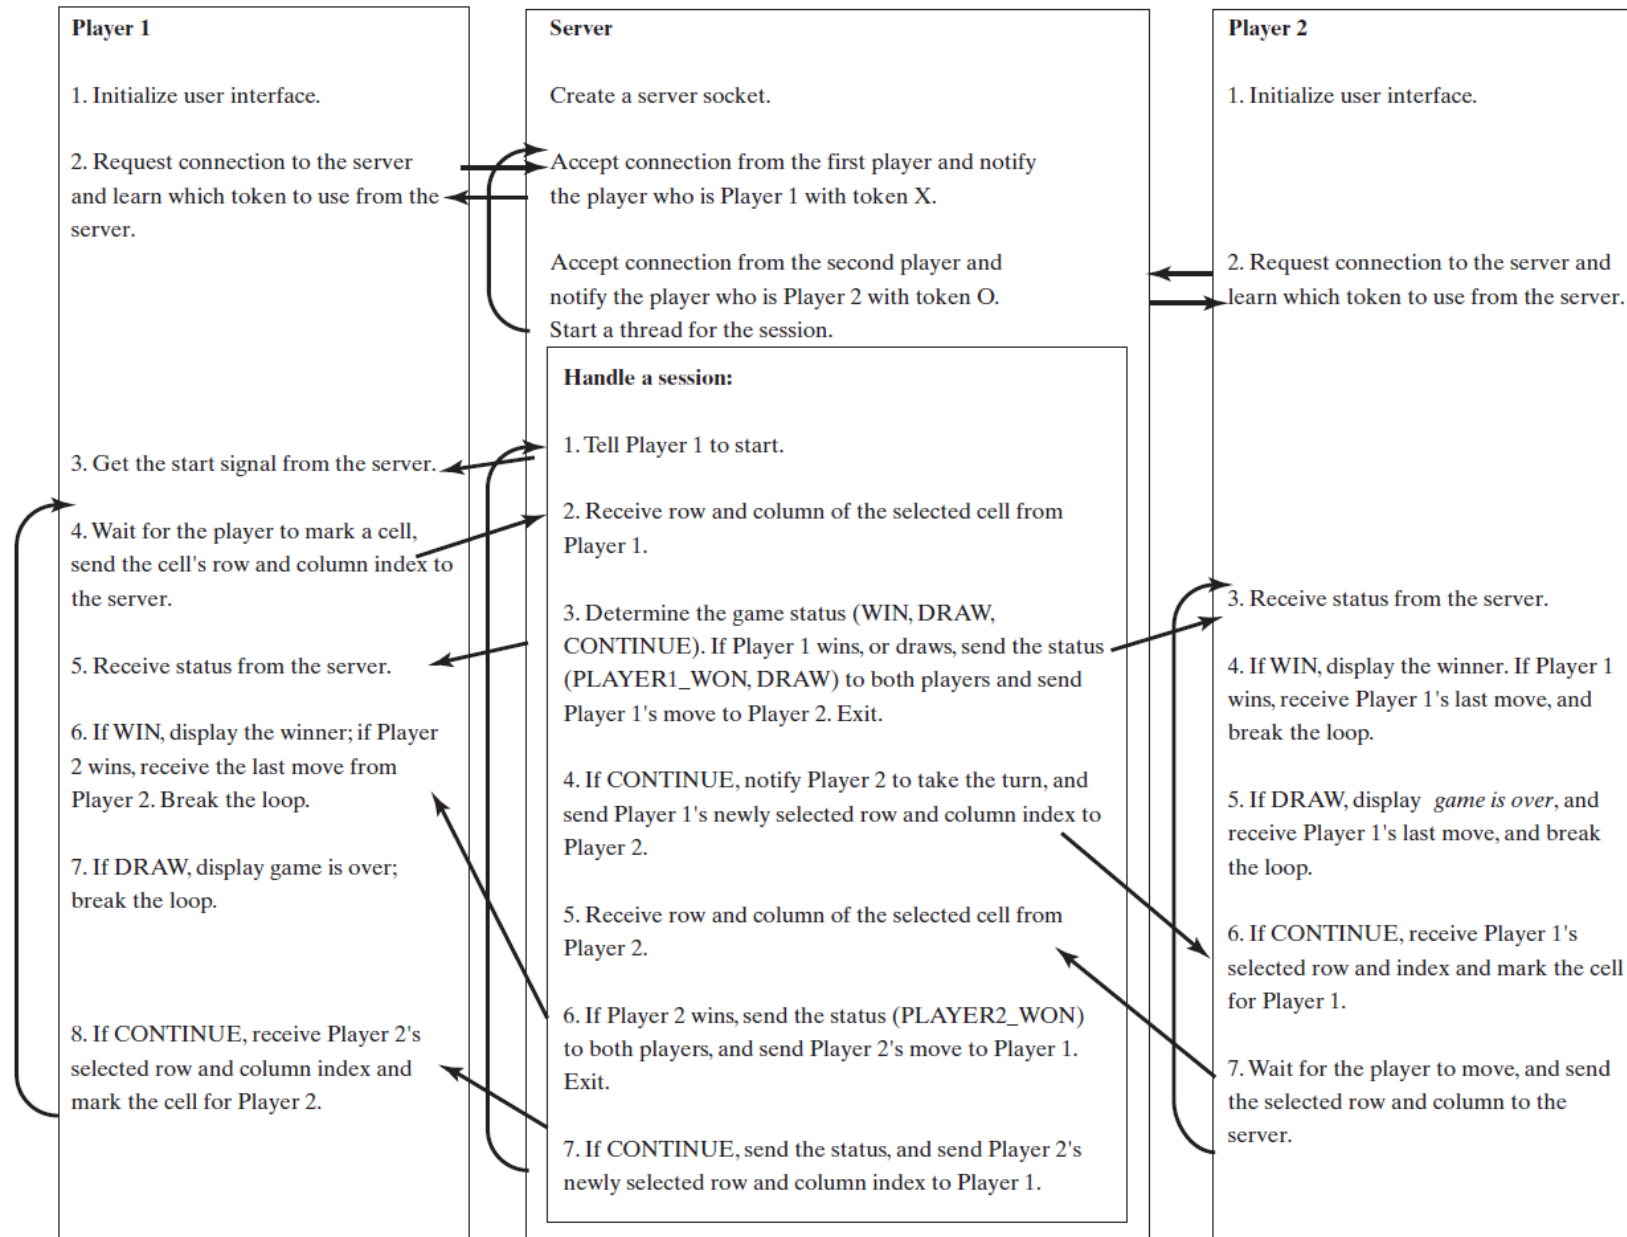 Player 1
1. Initialize user interface.
2. Request connection to the server
and learn which token to use from the
server.
3. Get the start signal from the server.
4. Wait for the player to mark a cell,
send the cell's row and column index to
the server.
5. Receive status from the server.
6. If WIN, display the winner; if Player
2 wins, receive the last move from
Player 2. Break the loop.
7. If DRAW, display game is over;
break the loop.
8. If CONTINUE, receive Player 2's
selected row and column index and
mark the cell for Player 2.
Server
Create a server socket.
Accept connection from the first player and notify
the player who is Player 1 with token X.
Accept connection from the second player and
notify the player who is Player 2 with token O.
Start a thread for the session.
Handle a session:
1. Tell Player 1 to start.
2. Receive row and column of the selected cell from
Player 1.
3. Determine the game status (WIN, DRAW,
CONTINUE). If Player 1 wins, or draws, send the status
(PLAYER1_WON, DRAW) to both players and send
Player 1's move to Player 2. Exit.
4. If CONTINUE, notify Player 2 to take the turn, and
send Player 1's newly selected row and column index to
Player 2.
5. Receive row and column of the selected cell from
Player 2.
6. If Player 2 wins, send the status (PLAYER2_WON)
to both players, and send Player 2's move to Player 1.
Exit.
7. If CONTINUE, send the status, and send Player 2's
newly selected row and column index to Player 1.
Player 2
1. Initialize user interface.
2. Request connection to the server and
learn which token to use from the server.
3. Receive status from the server.
4. If WIN, display the winner. If Player 1
wins, receive Player 1's last move, and
break the loop.
5. If DRAW, display game is over, and
receive Player 1's last move, and break
the loop.
6. If CONTINUE, receive Player 1's
selected row and index and mark the cell
for Player 1.
7. Wait for the player to move, and send
the selected row and column to the
server.